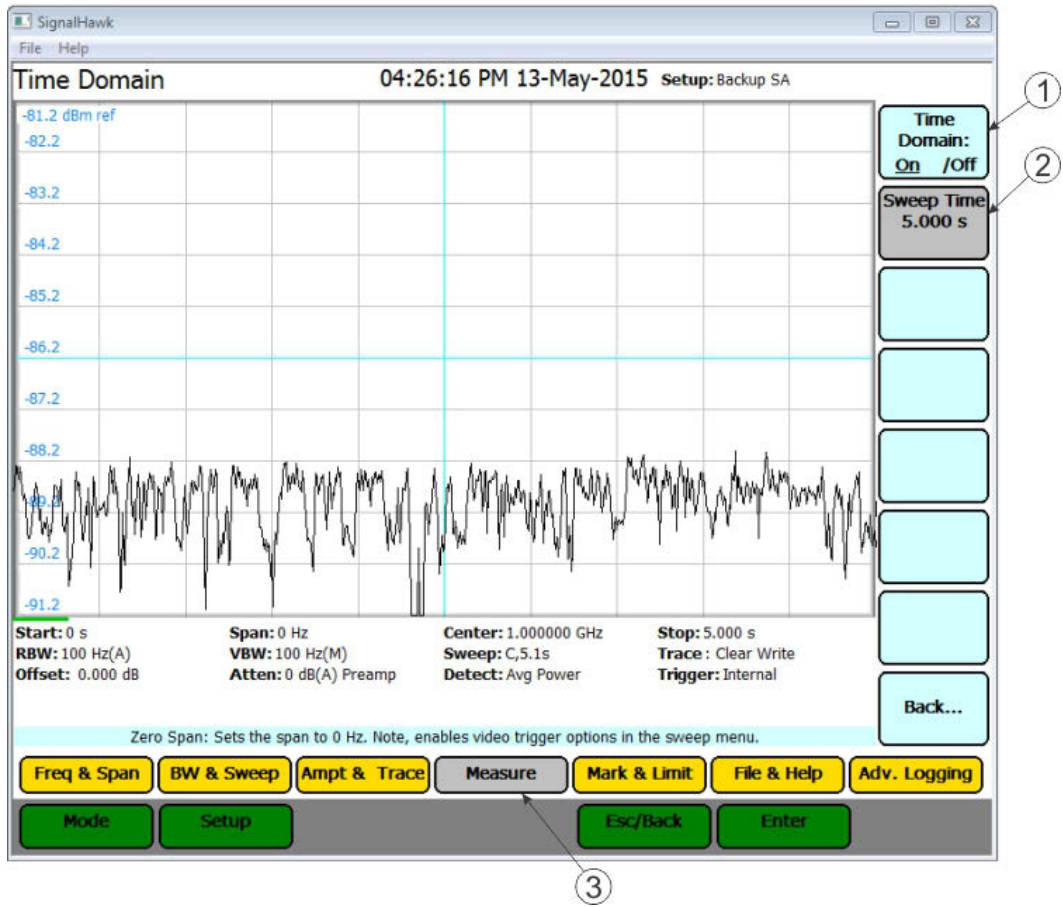 SignalHawk
File Help
Time Domain 04:26:16 PM 13-May-2015 Setup: Backup SA
-81.2 dBm ref
-82.2
-83.2
-84.2
-85.2
-86.2
-87.2
-88.2
-89.2
-90.2
-91.2
Time
Domain:
On /Off
1
Sweep Time
5.000 s
2
Back...
Start: 0 s Span: 0 Hz Center: 1.000000 GHz Stop: 5.000 s
RBW: 100 Hz(A) VBW: 100 Hz(M) Sweep: C,5.1s Trace : Clear Write
Offset: 0.000 dB Atten: 0 dB(A) Preamp Detect: Avg Power Trigger: Internal
Zero Span: Sets the span to 0 Hz. Note, enables video trigger options in the sweep menu.
Freq & Span BW & Sweep Ampt & Trace Measure Mark & Limit File & Help Adv. Logging
Mode Setup Esc/Back Enter
3